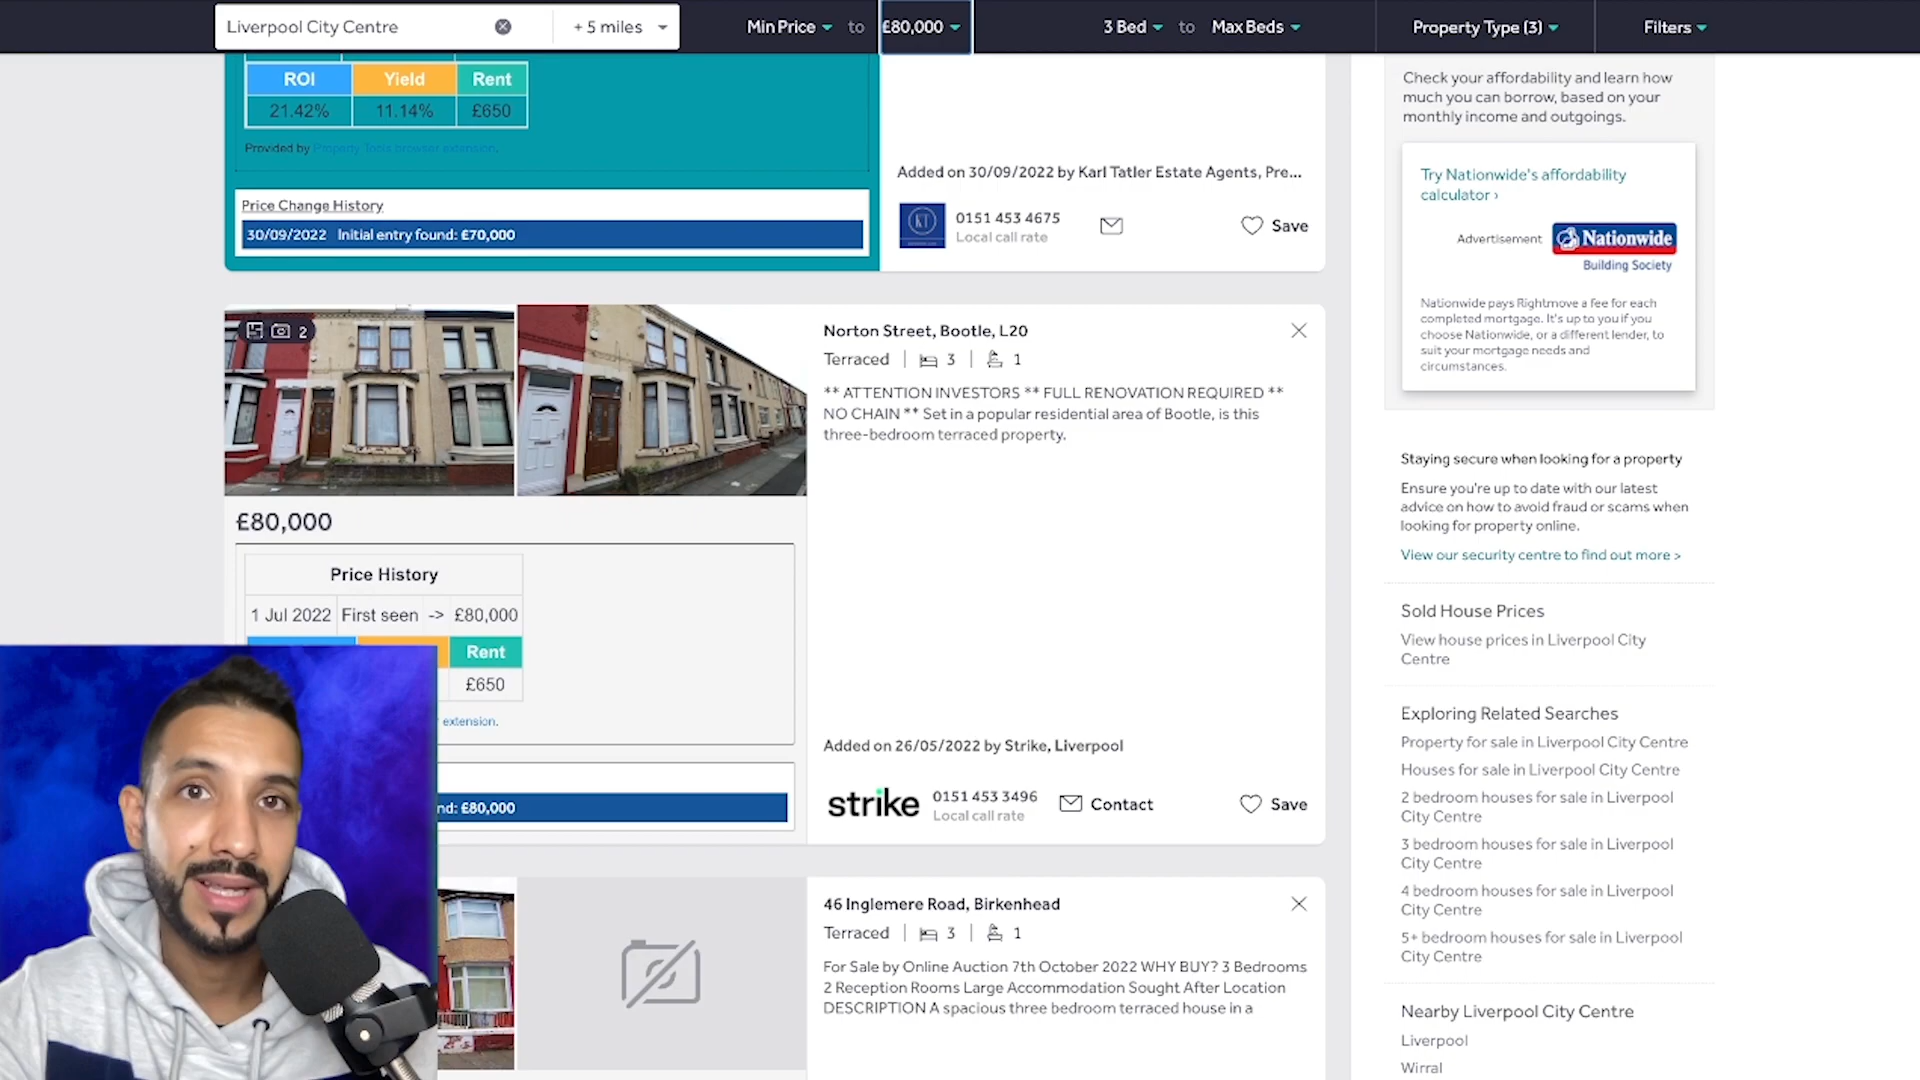 Liverpool City Centre
+ 5 miles
Min Price
to
£80,000
3 Bed
to
Max Beds
Property Type (3)
Filters
ROI
Yield
Rent
21.42%
11.14%
£650
Provided by Property Tools browser extension.
Price Change History
30/09/2022 Initial entry found: £70,000
Added on 30/09/2022 by Karl Tatler Estate Agents, Pre...
KT
0151 453 4675
Local call rate
Save
2
£80,000
Price History
1 Jul 2022 First seen -> £80,000
Rent
£650
extension.
nd: £80,000
Norton Street, Bootle, L20
Terraced
3
1
** ATTENTION INVESTORS ** FULL RENOVATION REQUIRED **
NO CHAIN ** Set in a popular residential area of Bootle, is this
three-bedroom terraced property.
Added on 26/05/2022 by Strike, Liverpool
strike
0151 453 3496
Local call rate
Contact
Save
46 Inglemere Road, Birkenhead
Terraced
3
1
For Sale by Online Auction 7th October 2022 WHY BUY? 3 Bedrooms
2 Reception Rooms Large Accommodation Sought After Location
DESCRIPTION A spacious three bedroom terraced house in a
Check your affordability and learn how
much you can borrow, based on your
monthly income and outgoings.
Try Nationwide's affordability
calculator ›
Advertisement
Nationwide
Building Society
Nationwide pays Rightmove a fee for each
completed mortgage. It's up to you if you
choose Nationwide, or a different lender, to
suit your mortgage needs and
circumstances.
Staying secure when looking for a property
Ensure you're up to date with our latest
advice on how to avoid fraud or scams when
looking for property online.
View our security centre to find out more >
Sold House Prices
View house prices in Liverpool City
Centre
Exploring Related Searches
Property for sale in Liverpool City Centre
Houses for sale in Liverpool City Centre
2 bedroom houses for sale in Liverpool
City Centre
3 bedroom houses for sale in Liverpool
City Centre
4 bedroom houses for sale in Liverpool
City Centre
5+ bedroom houses for sale in Liverpool
City Centre
Nearby Liverpool City Centre
Liverpool
Wirral